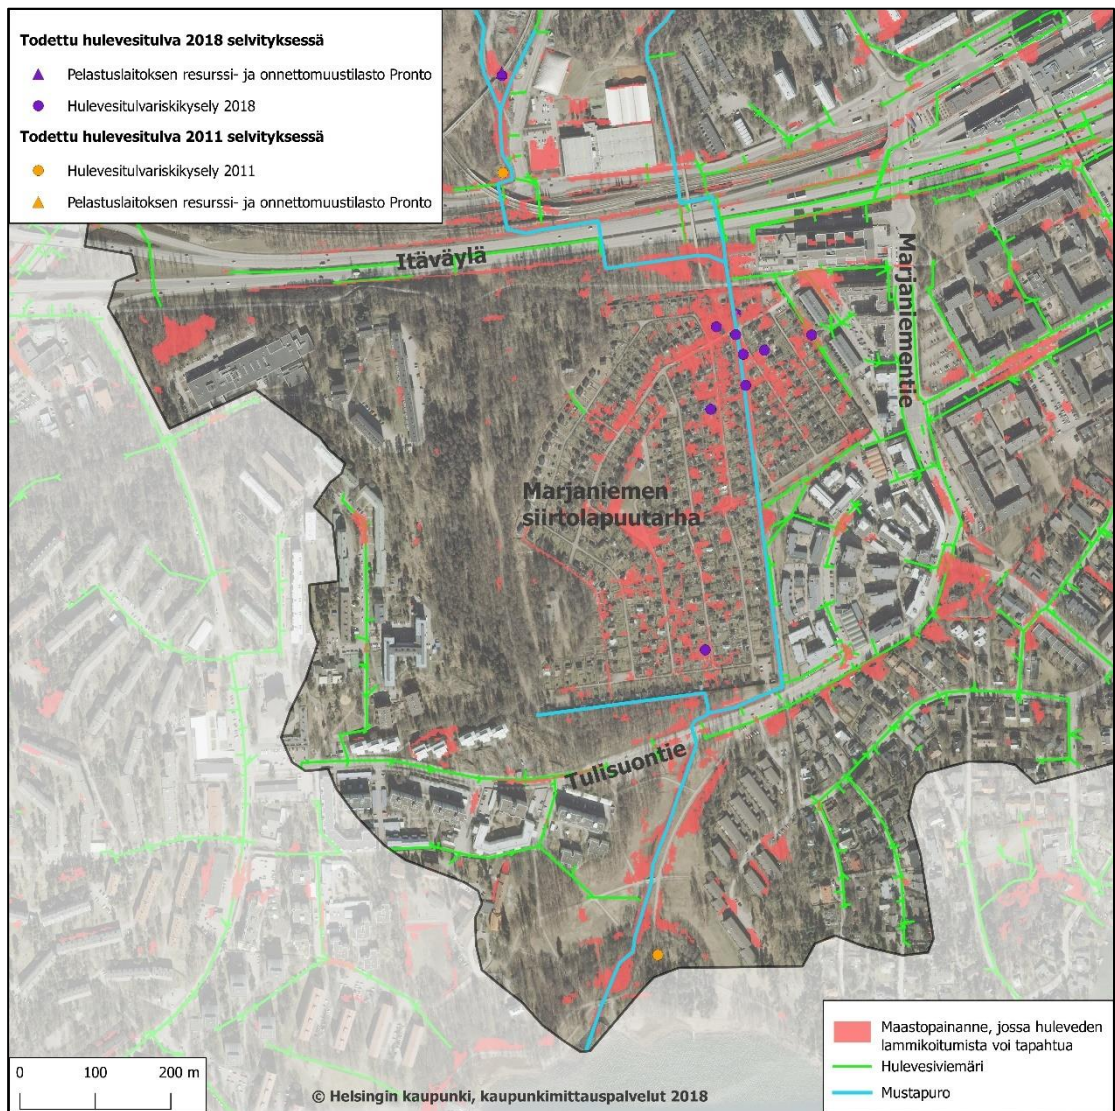 Todettu hulevesitulva 2018 selvityksessä
Pelastuslaitoksen resurssi- ja onnettomuustilasto Pronto
Hulevesitulvariskikysely 2018
Todettu hulevesitulva 2011 selvityksessä
Hulevesitulvariskikysely 2011
Pelastuslaitoksen resurssi- ja onnettomuustilasto Pronto
Itäväylä
Marjaniementie
Marjaniemen
siirtolapuutarha
Tulisuontie
Maastopainanne, jossa huleveden
lammikoitumista voi tapahtua
Hulevesiviemäri
Mustapuro
0 100 200 m
© Helsingin kaupunki, kaupunkimittauspalvelut 2018